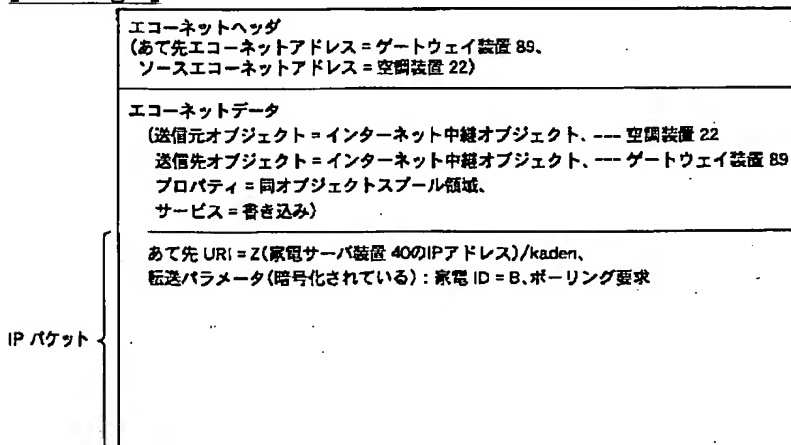 エコーネットヘッダ
(あて先エコーネットアドレス = ゲートウェイ装置 89、
ソースエコーネットアドレス = 空調装置 22)
エコーネットデータ
(送信元オブジェクト = インターネット中継オブジェクト、--- 空調装置 22
送信先オブジェクト = インターネット中継オブジェクト、--- ゲートウェイ装置 89
プロパティ = 同オブジェクトスプール領域、
サービス = 書き込み)
あて先 URI = Z(家電サーバ装置 40のIPアドレス)/kaden、
転送パラメータ(暗号化されている) : 家電 ID = B、ポーリング要求
IP パケット